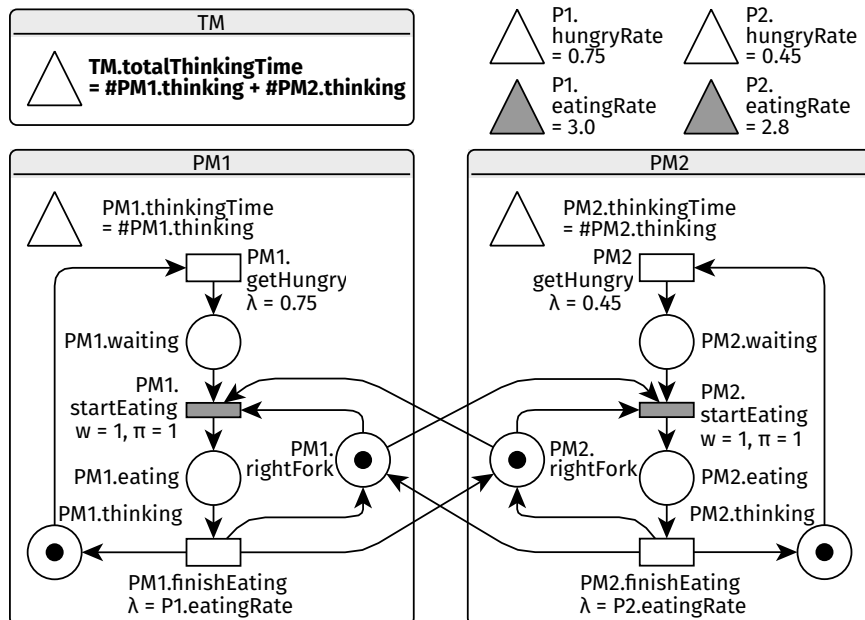 TM
TM.totalThinkingTime
= #PM1.thinking + #PM2.thinking
P1.
hungryRate
= 0.75
P2.
hungryRate
= 0.45
P1.
eatingRate
= 3.0
P2.
eatingRate
= 2.8
PM1
PM1.thinkingTime
= #PM1.thinking
PM1.
getHungry
λ = 0.75
PM1.waiting
PM1.
startEating
w = 1, π = 1
PM1.eating
PM1.
rightFork
PM1.thinking
PM1.finishEating
λ = P1.eatingRate
PM2
PM2.thinkingTime
= #PM2.thinking
PM2
getHungry
λ = 0.45
PM2.waiting
PM2.
startEating
w = 1, π = 1
PM2.
rightFork
PM2.eating
PM2.thinking
PM2.finishEating
λ = P2.eatingRate